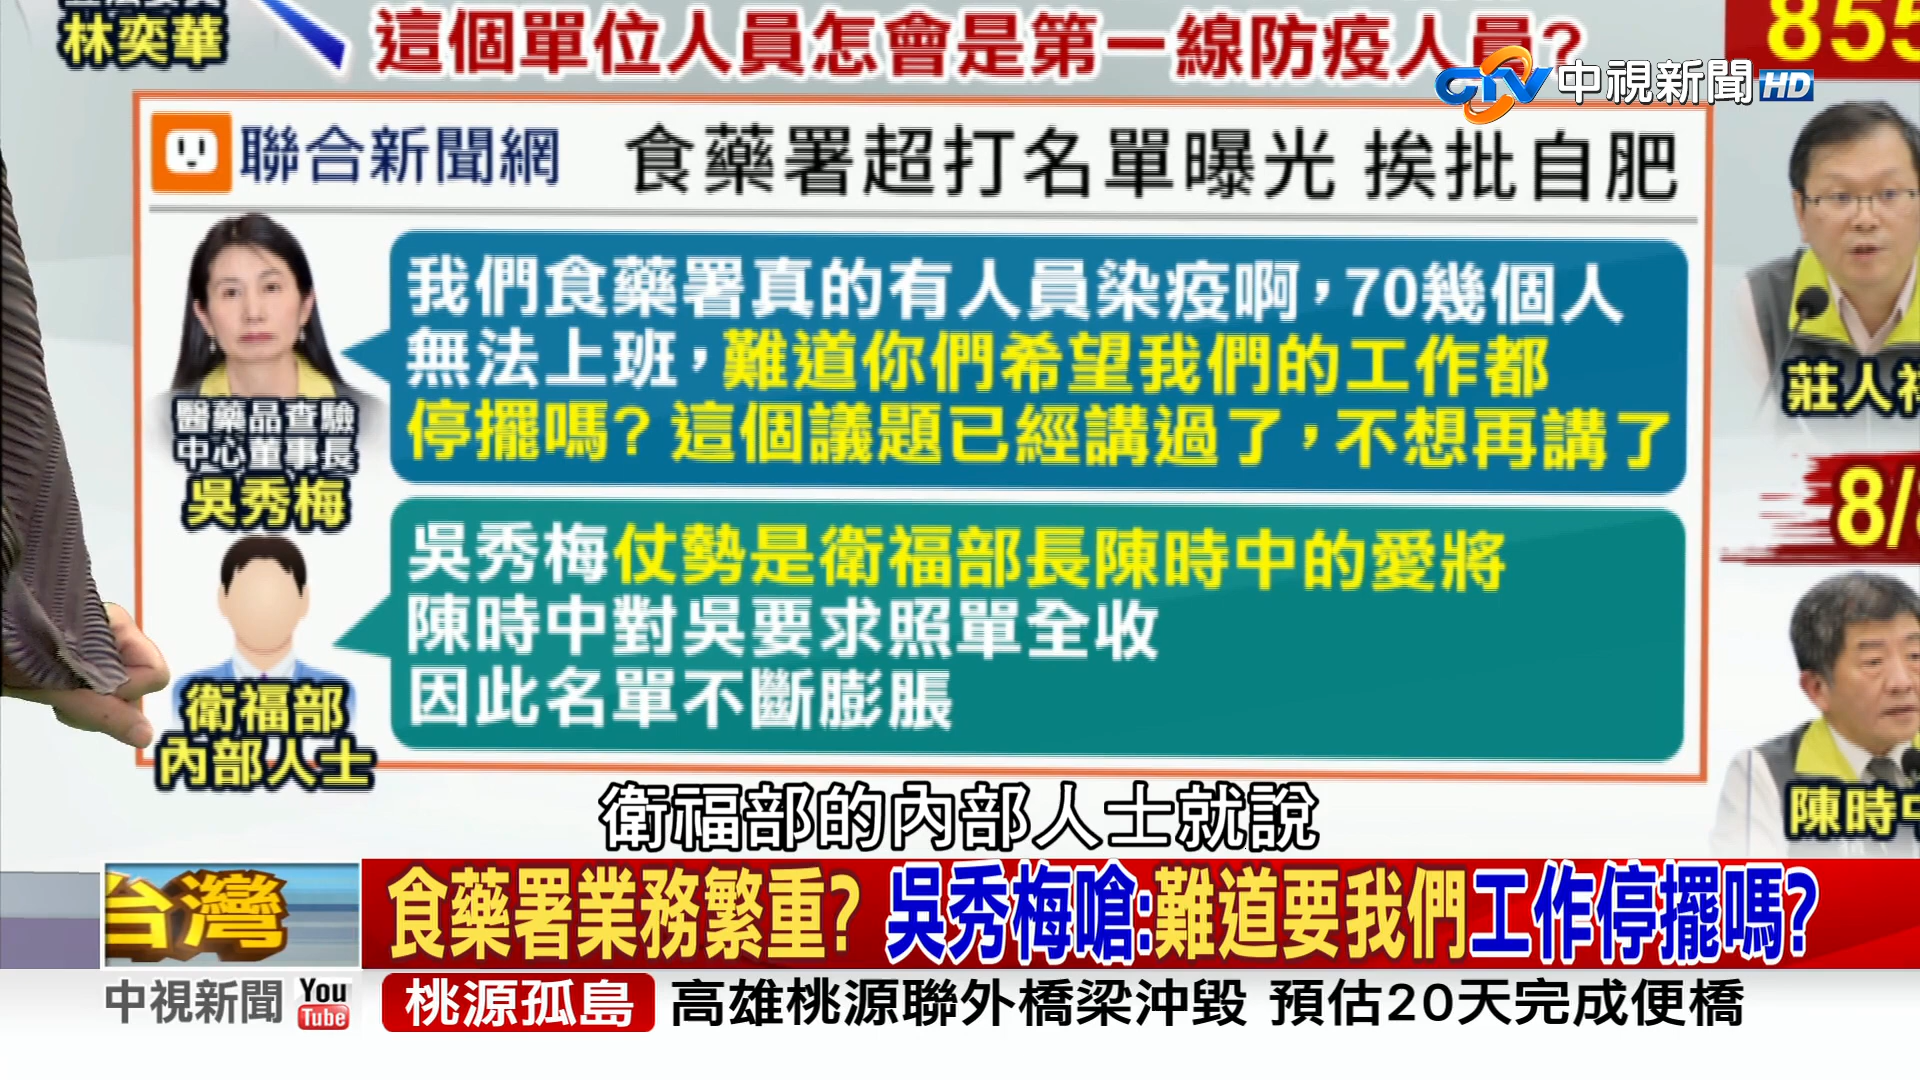 林奕華
這個單位人員怎會是第一線防疫人員?
855
CTV 中視新聞 HD
聯合新聞網
食藥署超打名單曝光 挨批自肥
我們食藥署真的有人員染疫啊，70幾個人
無法上班，難道你們希望我們的工作都
停擺嗎? 這個議題已經講過了，不想再講了
醫藥品查驗
中心董事長
吳秀梅
莊人祥
8/
吳秀梅仗勢是衛福部長陳時中的愛將
陳時中對吳要求照單全收
因此名單不斷膨脹
衛福部
內部人士
陳時中
衛福部的內部人士就說
台灣
食藥署業務繁重? 吳秀梅嗆:難道要我們工作停擺嗎?
中視新聞 YouTube
桃源孤島 高雄桃源聯外橋梁沖毀 預估20天完成便橋